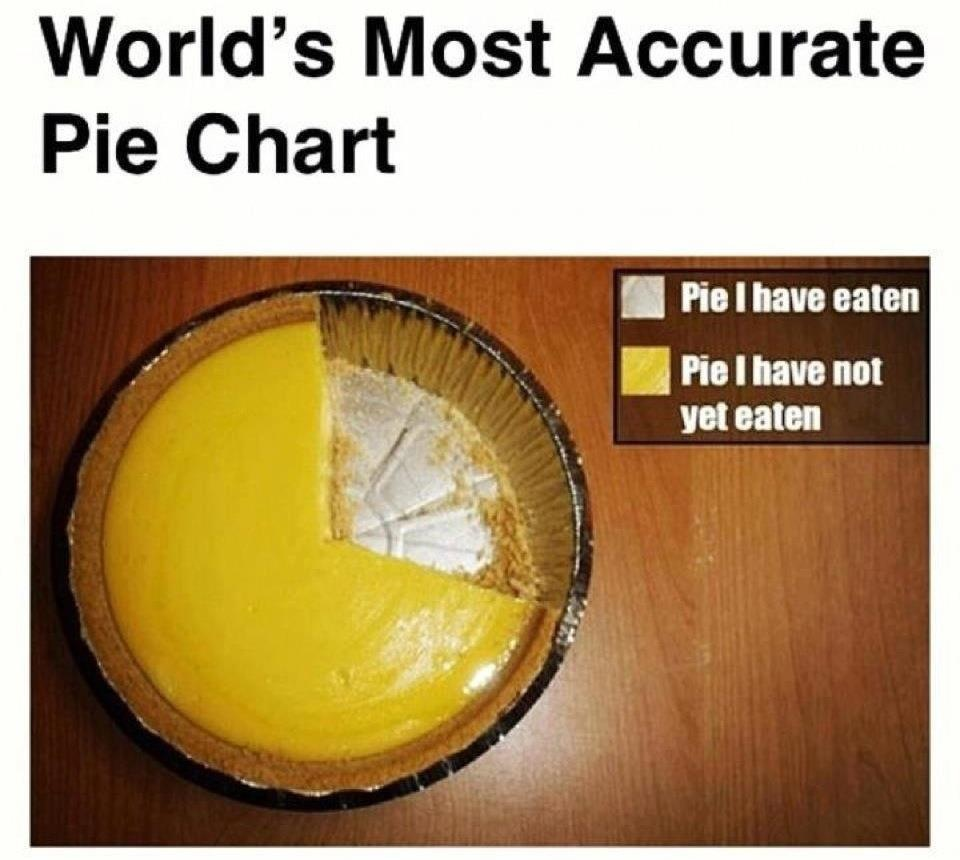 World's Most Accurate
Pie Chart
Pie I have eaten
Pie I have not
yet eaten